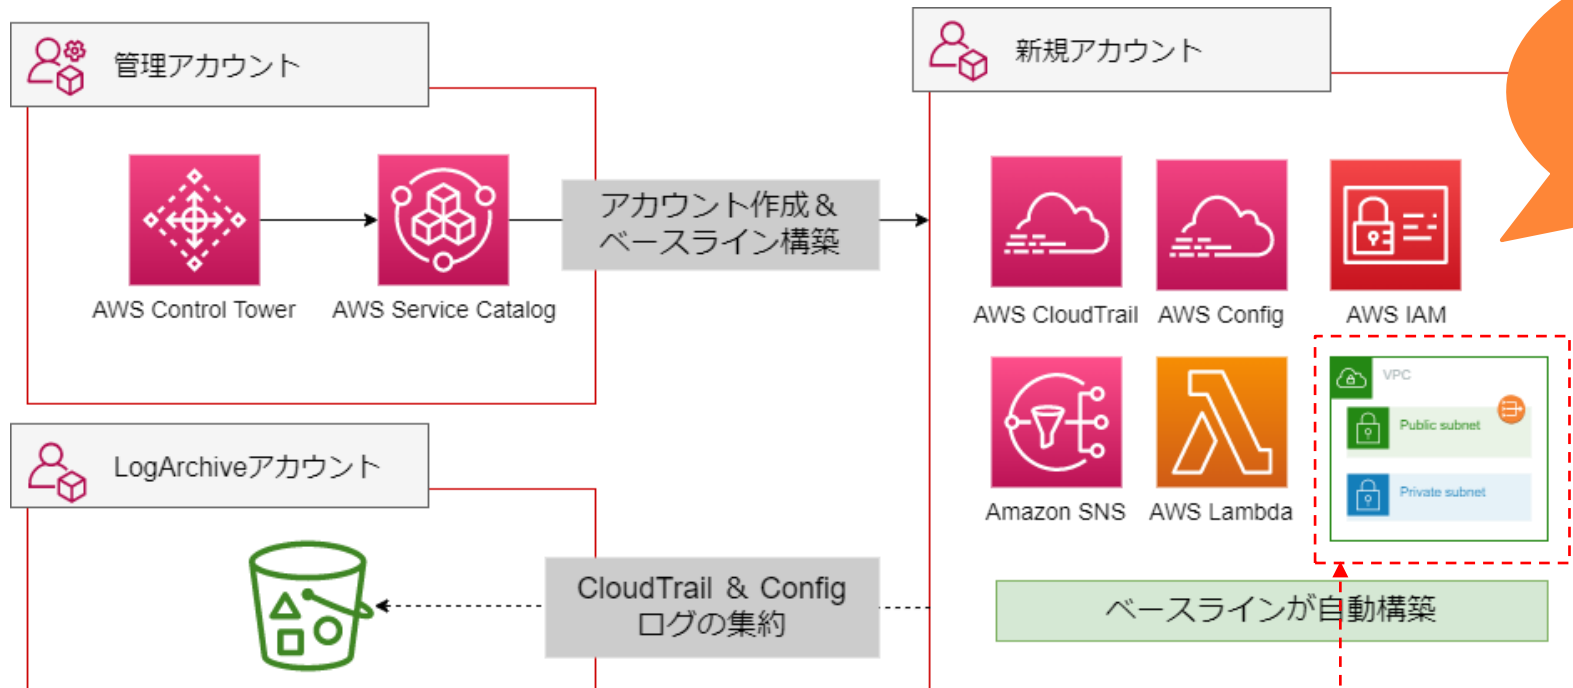 管理アカウント
AWS Control Tower
AWS Service Catalog
アカウント作成＆
ベースライン構築
新規アカウント
AWS CloudTrail
AWS Config
AWS IAM
Amazon SNS
AWS Lambda
VPC
Public subnet
Private subnet
ベースラインが自動構築
LogArchiveアカウント
CloudTrail ＆ Config
ログの集約